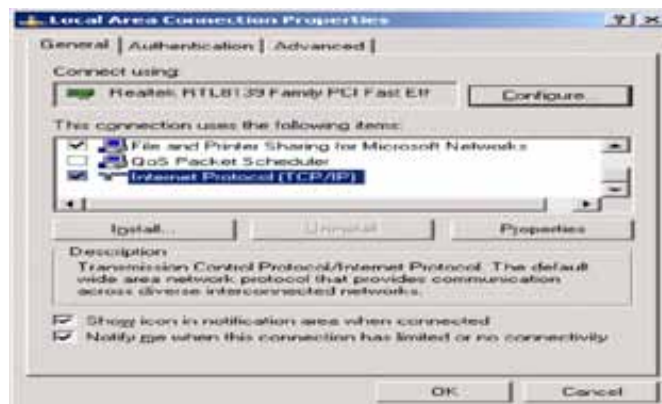 Local Area Connection Properties
General Authentication Advanced
Connect using:
Realtek RTL8139 Family PCI Fast Eth
Configure...
This connection uses the following items:
File and Printer Sharing for Microsoft Networks
QoS Packet Scheduler
Internet Protocol (TCP/IP)
Install... Uninstall Properties
Description
Transmission Control Protocol/Internet Protocol. The default
wide area network protocol that provides communication
across diverse interconnected networks.
Show icon in notification area when connected
Notify me when this connection has limited or no connectivity
OK Cancel